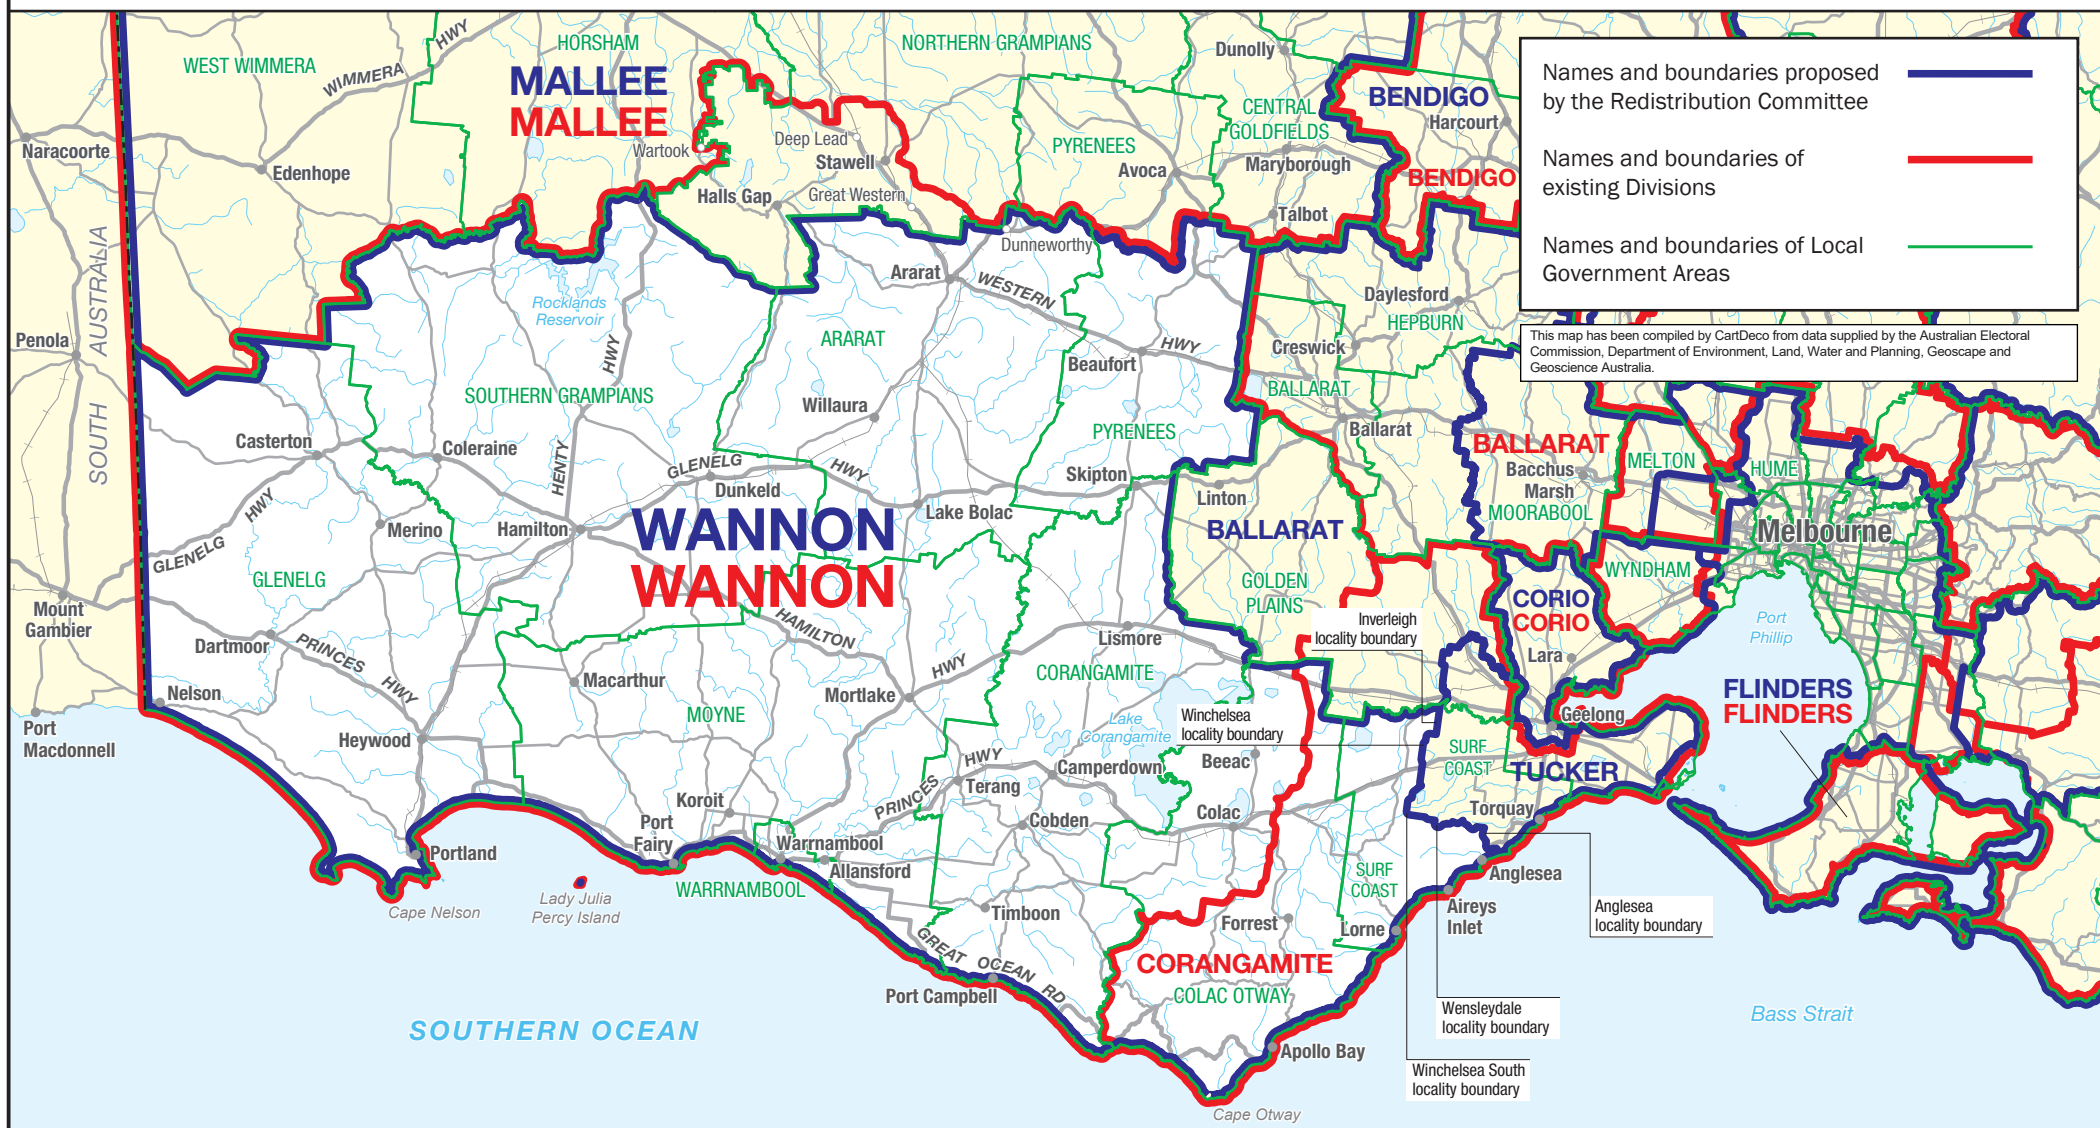 WEST WIMMERA
WIMMERA
HWY
HORSHAM
MALLEE
MALLEE
NORTHERN GRAMPIANS
Dunolly
BENDIGO
Harcourt
BENDIGO
CENTRAL
GOLDFIELDS
Maryborough
PYRENEES
Avoca
Talbot
Names and boundaries proposed
by the Redistribution Committee
Names and boundaries of
existing Divisions
Names and boundaries of Local
Government Areas
This map has been compiled by CartDeco from data supplied by the Australian Electoral
Commission, Department of Environment, Land, Water and Planning, Geoscape and
Geoscience Australia.
Naracoorte
Edenhope
Wartook
Deep Lead
Stawell
Halls Gap
Great Western
Dunneworthy
Ararat
WESTERN
HWY
Rocklands
Reservoir
Penola
SOUTH AUSTRALIA
ARARAT
Beaufort
Daylesford
HEPBURN
Creswick
BALLARAT
Ballarat
SOUTHERN GRAMPIANS
HENTY
HWY
Willaura
PYRENEES
Casterton
Coleraine
GLENELG
HWY
Dunkeld
Skipton
Linton
BALLARAT
Bacchus
Marsh
MOORABOOL
MELTON
HUME
Melbourne
GLENELG
HWY
Merino
Hamilton
WANNON
WANNON
Lake Bolac
BALLARAT
GLENELG
GOLDEN
PLAINS
WYNDHAM
CORIO
CORIO
Lara
Port
Phillip
Mount
Gambier
Dartmoor
PRINCES
HWY
HAMILTON
HWY
Lismore
Inverleigh
locality boundary
Macarthur
Mortlake
CORANGAMITE
Nelson
MOYNE
Lake
Corangamite
Winchelsea
locality boundary
Geelong
FLINDERS
FLINDERS
Port
Macdonnell
Heywood
HWY
Terang
Camperdown
Beeac
SURF
COAST
TUCKER
Koroit
PRINCES
Cobden
Colac
Torquay
Port
Fairy
Warrnambool
Allansford
WARRNAMBOOL
Portland
Cape Nelson
Lady Julia
Percy Island
SURF
COAST
Anglesea
Aireys
Inlet
Anglesea
locality boundary
Timboon
Forrest
Lorne
GREAT OCEAN RD
CORANGAMITE
COLAC OTWAY
Port Campbell
Wensleydale
locality boundary
SOUTHERN OCEAN
Bass Strait
Apollo Bay
Winchelsea South
locality boundary
Cape Otway